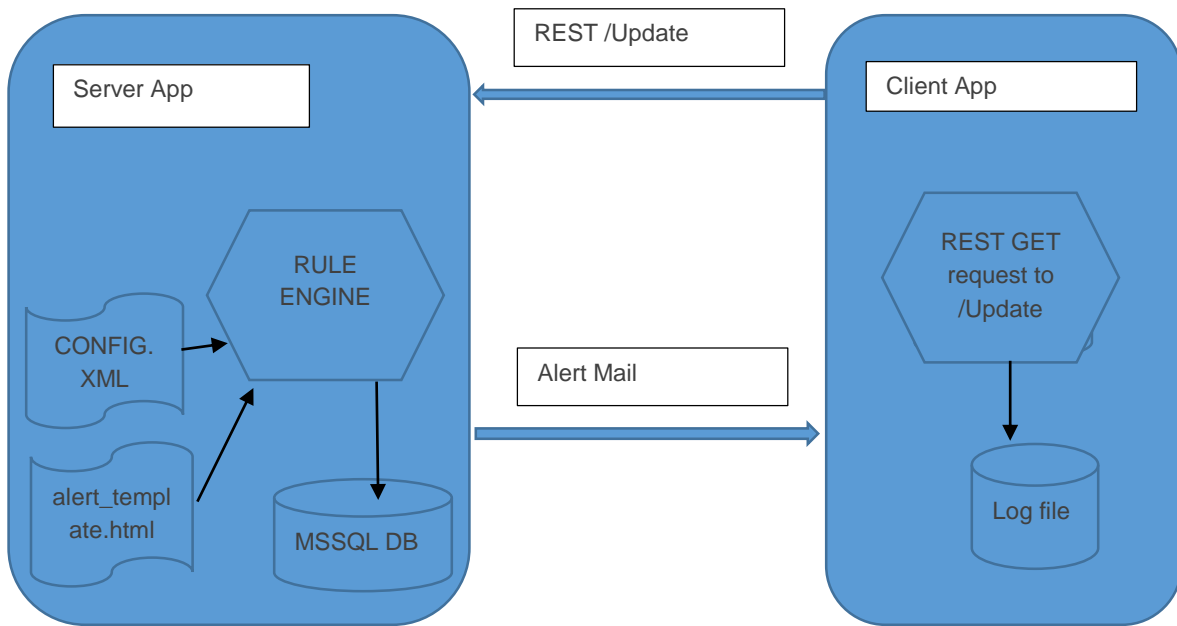 REST /Update
Server App
Client App
RULE
ENGINE
REST GET
request to
/Update
CONFIG.
XML
Alert Mail
alert_templ
ate.html
MSSQL DB
Log file